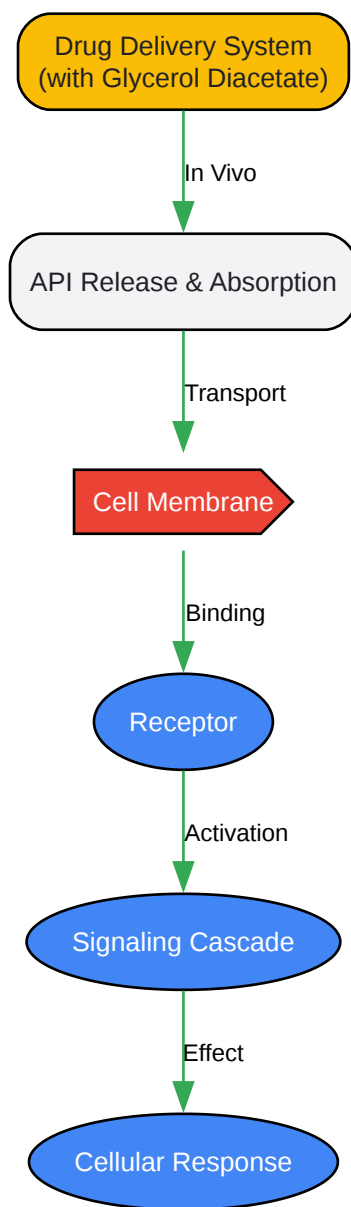 Drug Delivery System
(with Glycerol Diacetate)
In Vivo
API Release & Absorption
Transport
Cell Membrane
Binding
Receptor
Activation
Signaling Cascade
Effect
Cellular Response